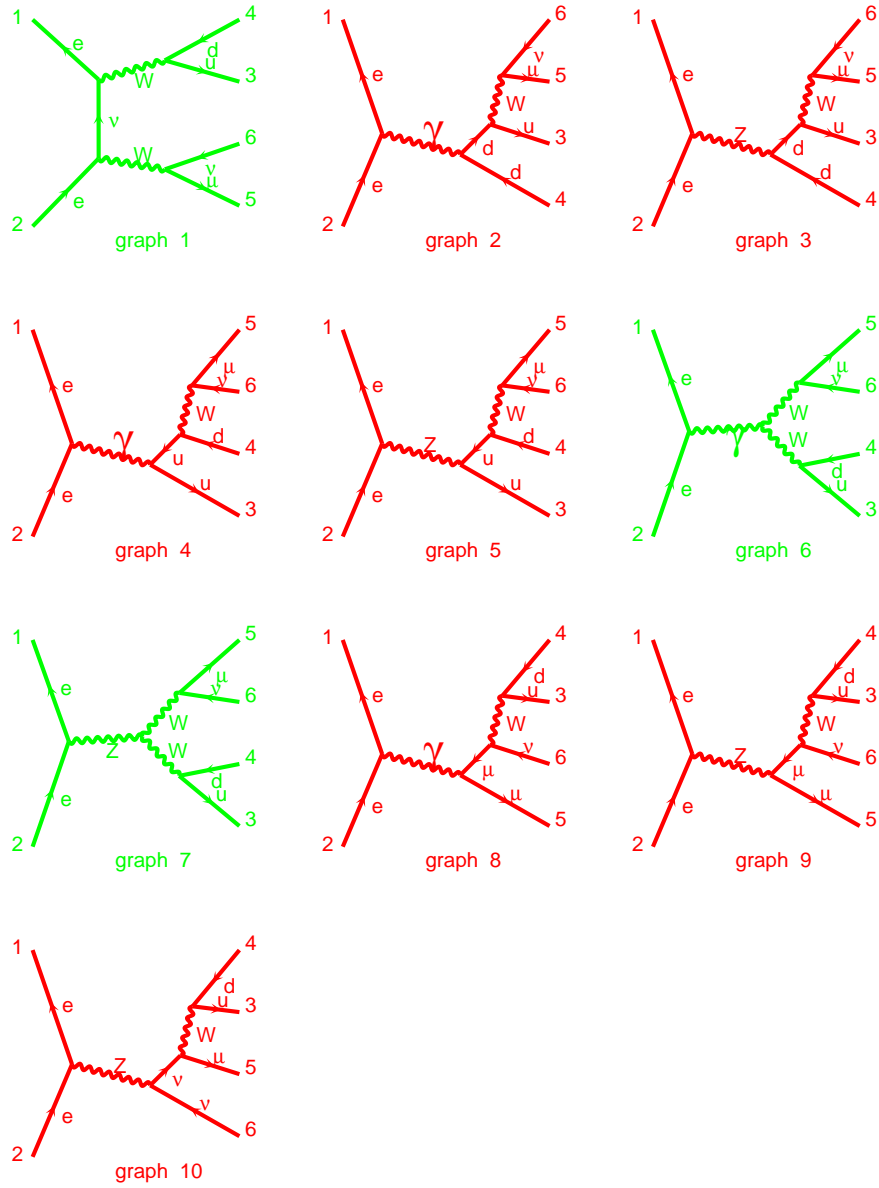 1 4 e d u W 3 ν W 6 ν μ e 2 5
graph 1
1 6 ν μ 5 e W γ u 3 d e d 2 4
graph 2
1 6 ν μ 5 e W Z u 3 d e d 2 4
graph 3
1 5 μ ν 6 e W γ d 4 u e u 2 3
graph 4
1 5 μ ν 6 e W Z d 4 u e u 2 3
graph 5
1 5 μ ν 6 e W γ W 4 d e u 2 3
graph 6
1 5 μ ν 6 e W Z W 4 d e u 2 3
graph 7
1 4 d u 3 e W γ ν 6 μ e μ 2 5
graph 8
1 4 d u 3 e W Z ν 6 μ e μ 2 5
graph 9
1 4 d u 3 e W Z μ 5 ν e ν 2 6
graph 10